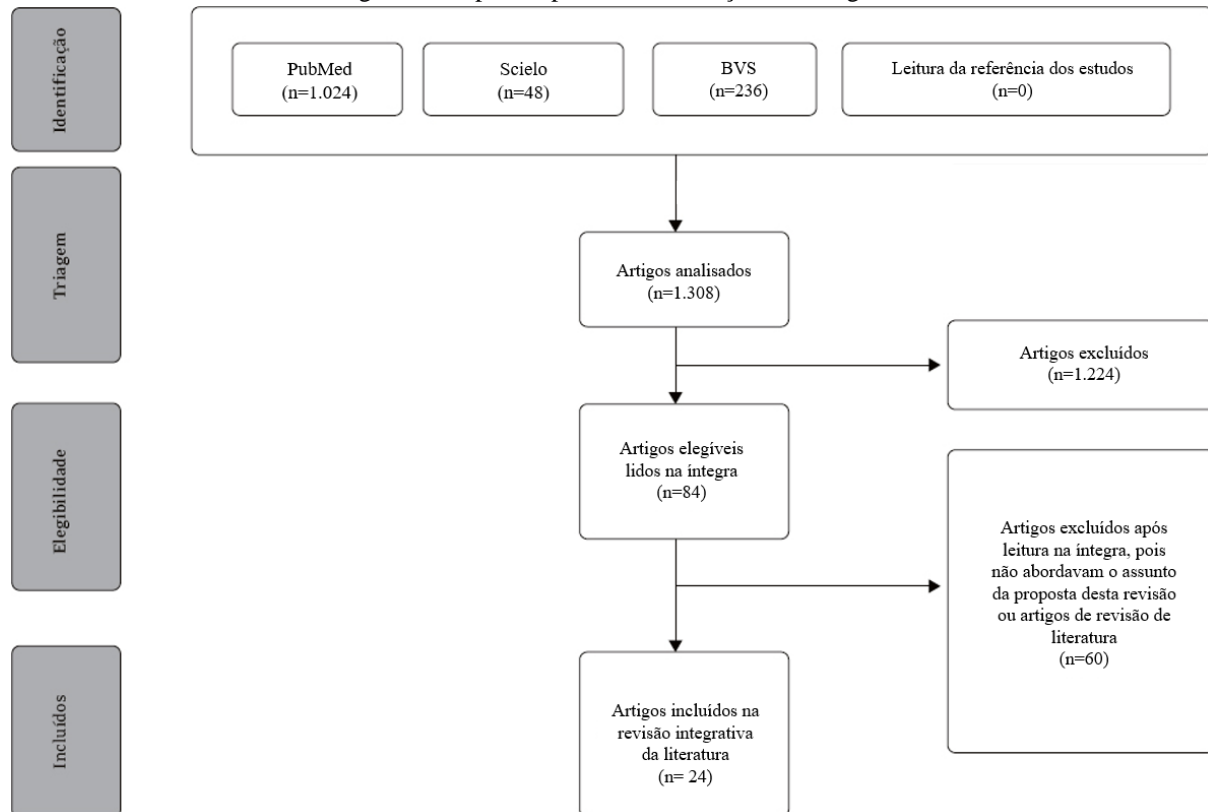 Identificação
PubMed
(n=1.024)
Scielo
(n=48)
BVS
(n=236)
Leitura da referência dos estudos
(n=0)
Triagem
Artigos analisados
(n=1.308)
Artigos excluídos
(n=1.224)
Elegibilidade
Artigos elegíveis
lidos na íntegra
(n=84)
Artigos excluídos após
leitura na íntegra, pois
não abordavam o assunto
da proposta desta revisão
ou artigos de revisão de
literatura
(n=60)
Incluídos
Artigos incluídos na
revisão integrativa
da literatura
(n= 24)